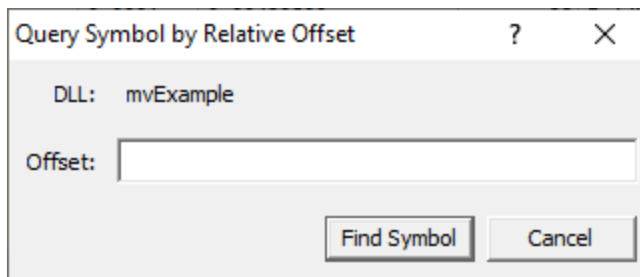 Query Symbol by Relative Offset ?
DLL: mvExample
Offset:
Find Symbol Cancel